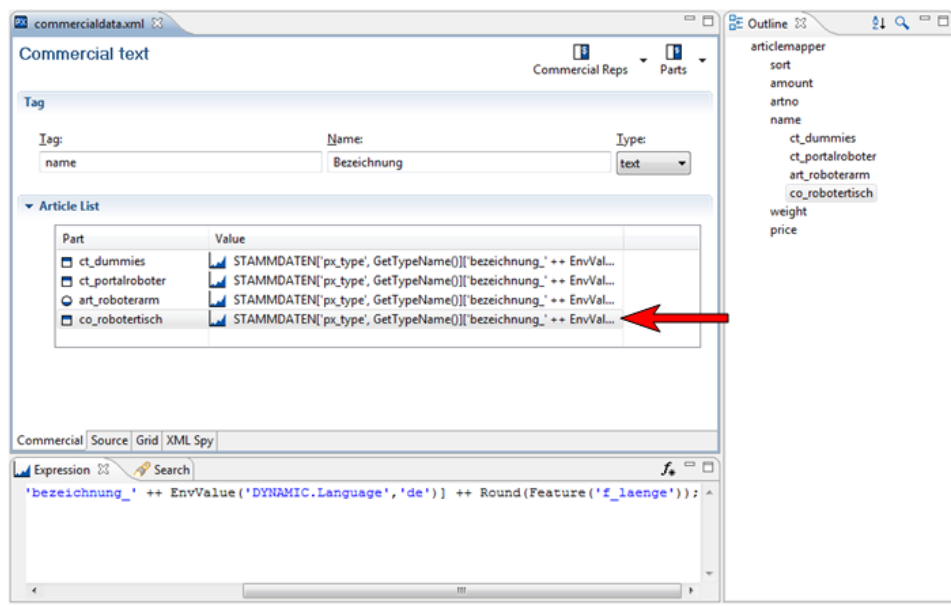 commercialdata.xml
Commercial text
Commercial Reps
Parts
Tag
Tag:
Name:
Type:
name
Bezeichnung
text
Article List
Part
Value
ct_dummies
STAMMDATEN['px_type', GetTypeName()]['bezeichnung_' ++ EnvVal...
ct_portalroboter
STAMMDATEN['px_type', GetTypeName()]['bezeichnung_' ++ EnvVal...
art_roboterarm
STAMMDATEN['px_type', GetTypeName()]['bezeichnung_' ++ EnvVal...
co_robotertisch
STAMMDATEN['px_type', GetTypeName()]['bezeichnung_' ++ EnvVal...
Commercial Source Grid XML Spy
Expression
Search
'bezeichnung_' ++ EnvValue('DYNAMIC.Language','de')] ++ Round(Feature('f_laenge'));
Outline
articlemapper
sort
amount
artno
name
ct_dummies
ct_portalroboter
art_roboterarm
co_robotertisch
weight
price